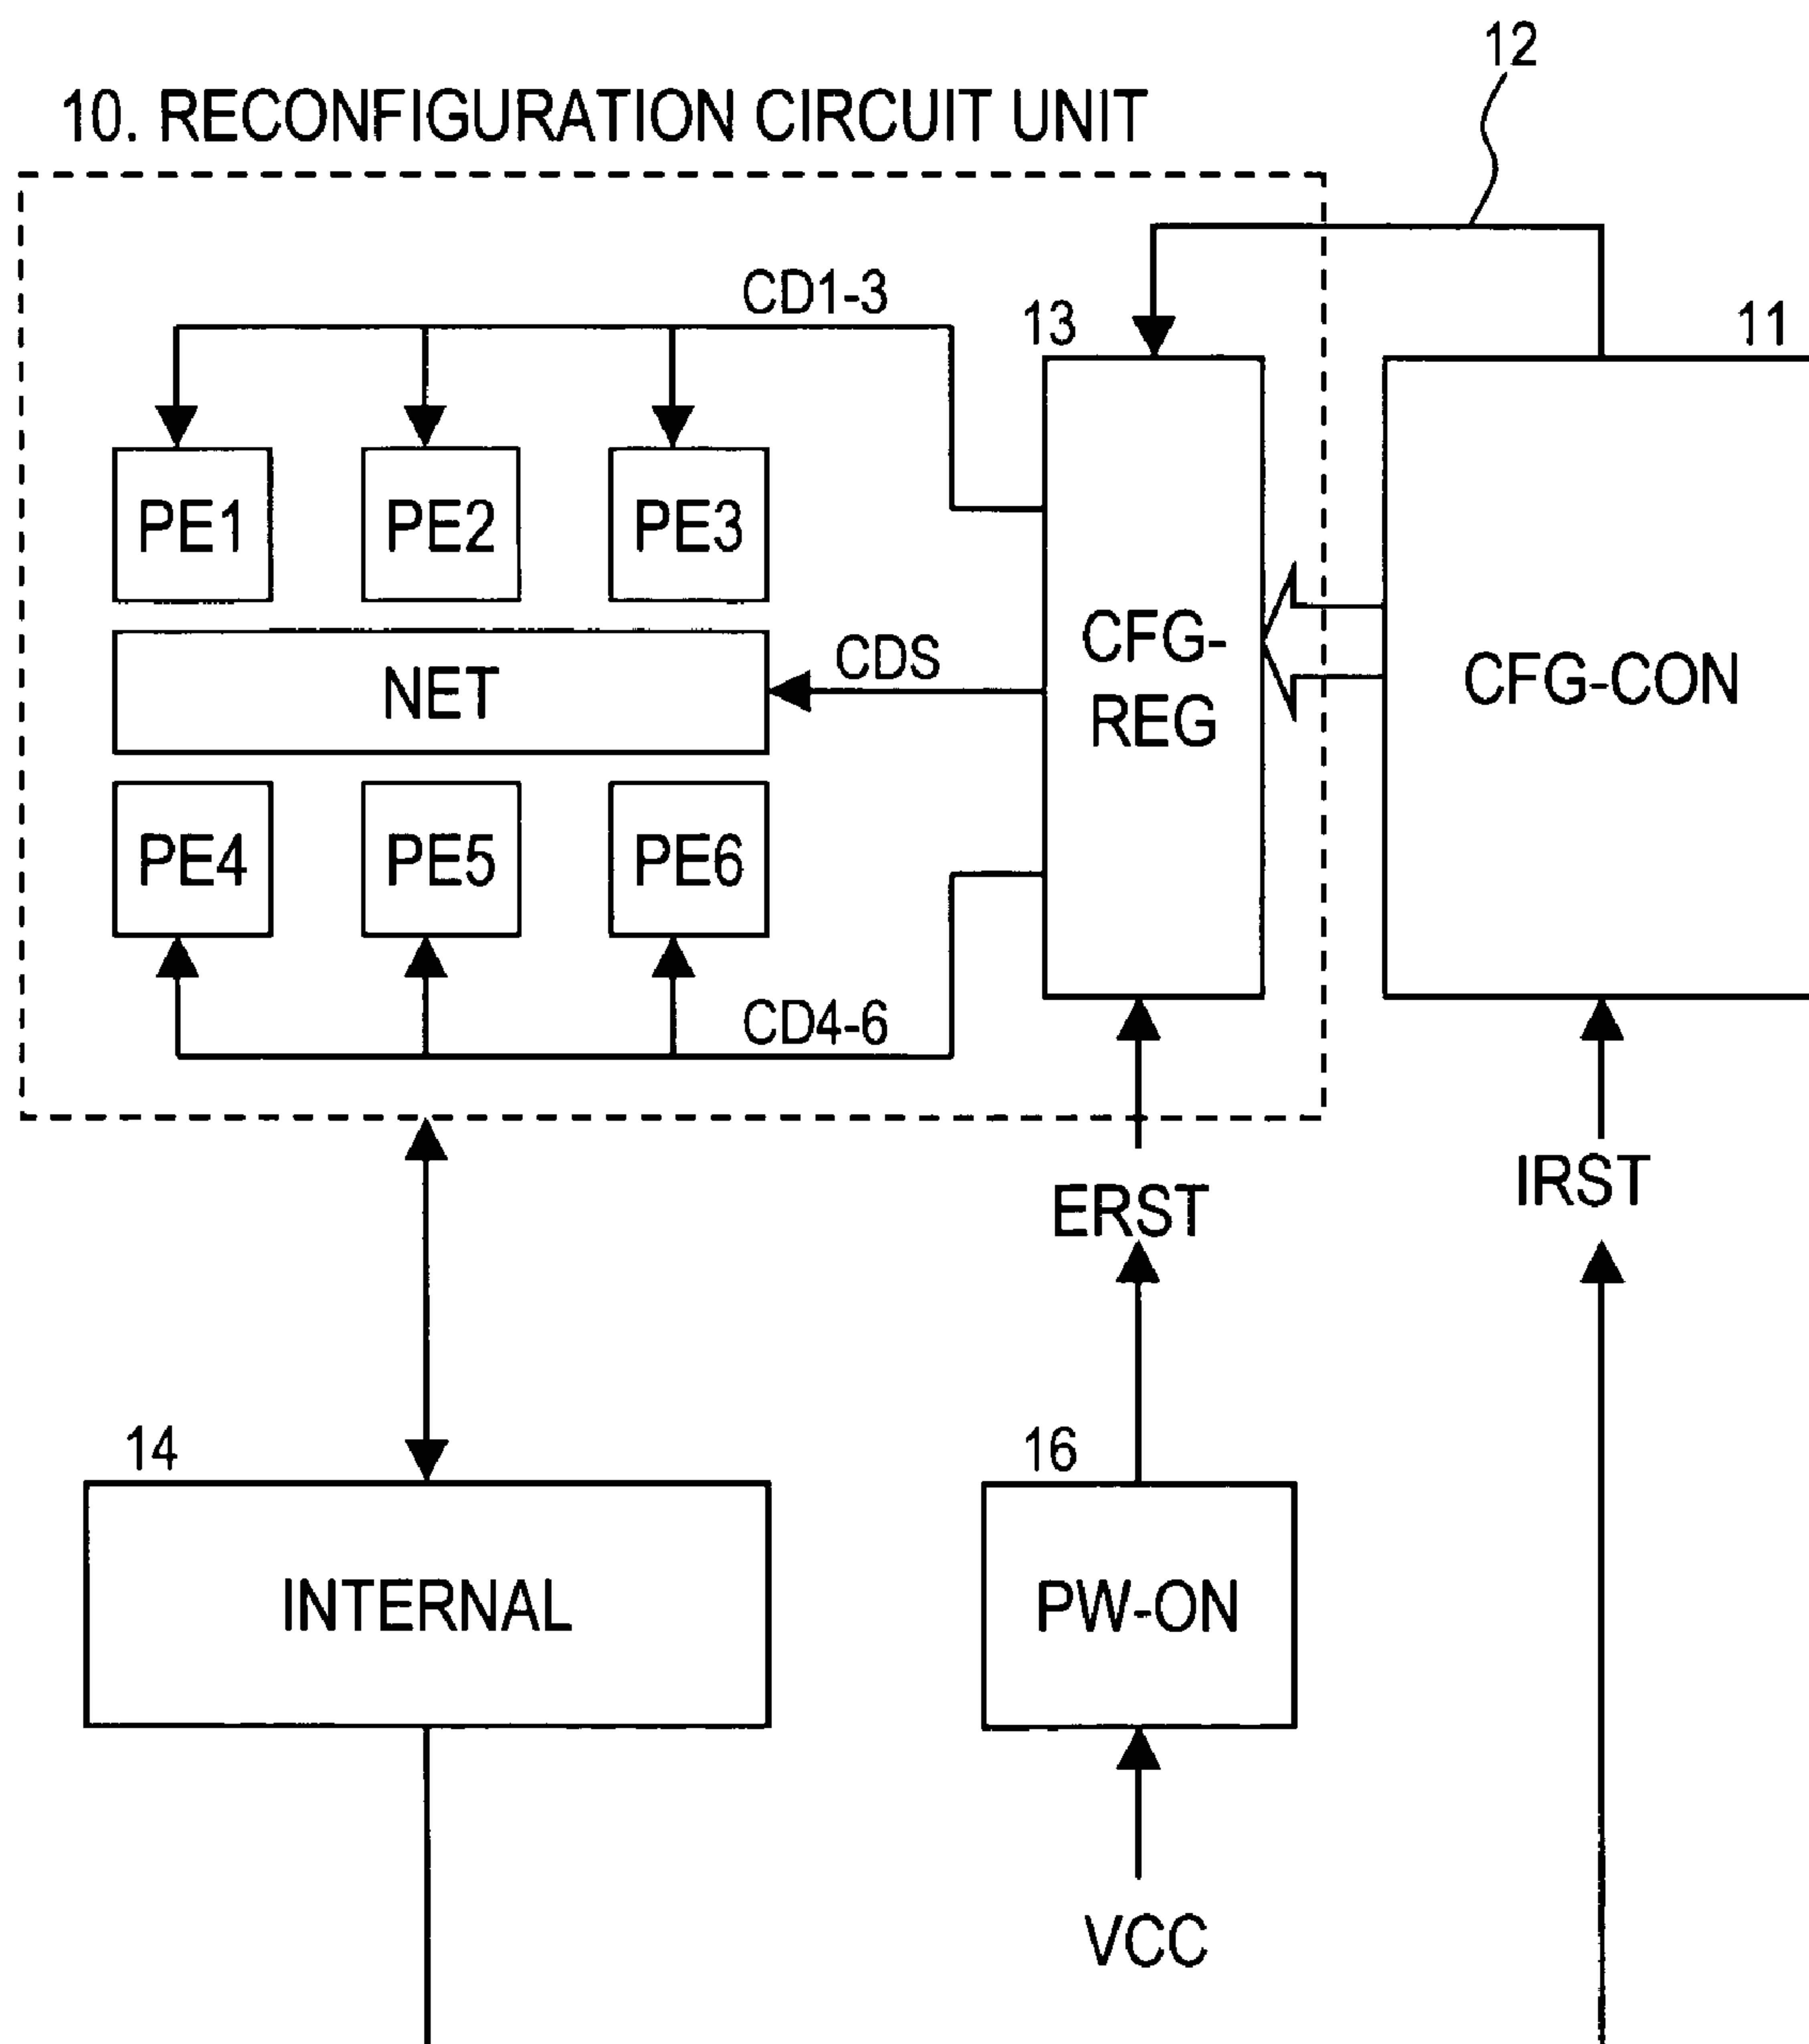 12
10. RECONFIGURATION CIRCUIT UNIT
CD1-3
13
11
PE1
PE2
PE3
CFG-
REG
CFG-CON
CDS
NET
PE4
PE5
PE6
CD4-6
ERST
IRST
14
16
INTERNAL
PW-ON
VCC